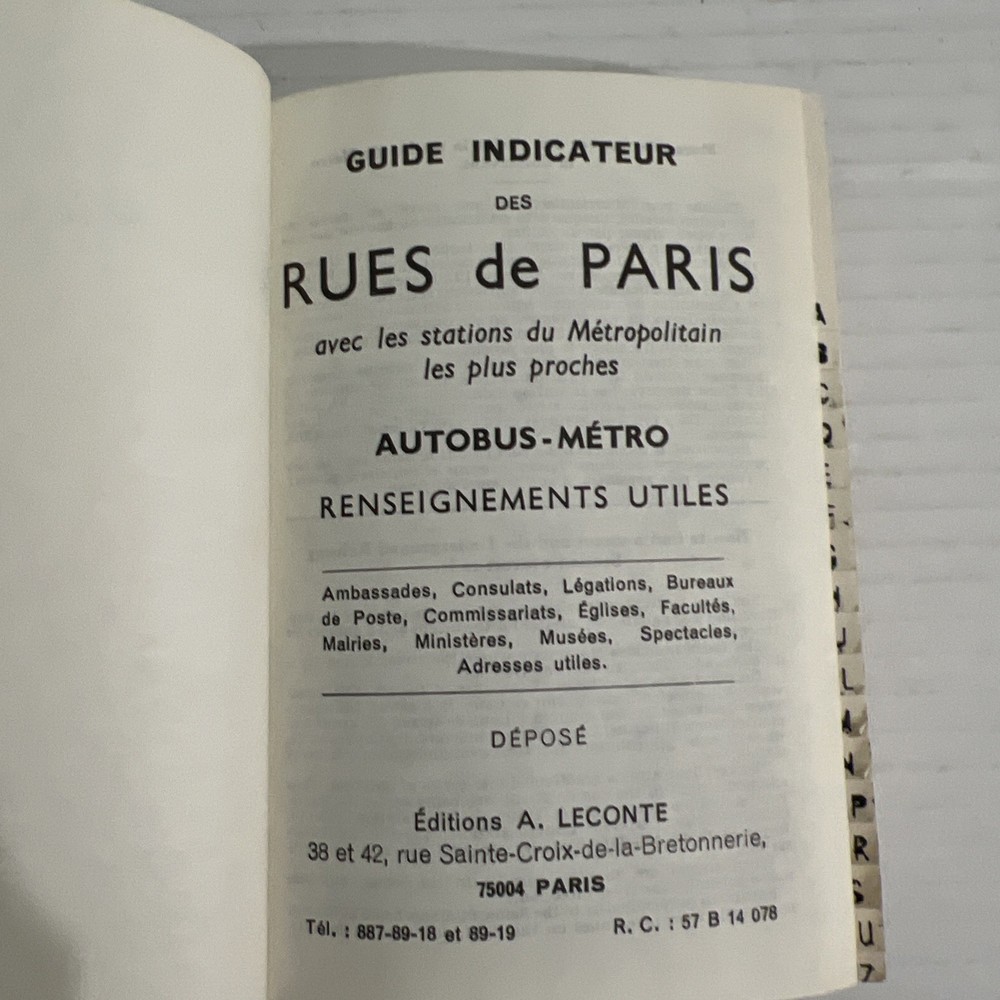 GUIDE INDICATEUR
DES
RUES de PARIS
avec les stations du Métropolitain
les plus proches
AUTOBUS-MÉTRO
RENSEIGNEMENTS UTILES
Ambassades, Consulats, Légations, Bureaux
de Poste, Commissariats, Églises, Facultés,
Mairies, Ministères, Musées, Spectacles,
Adresses utiles.
DÉPOSÉ
Éditions A. LECONTE
38 et 42, rue Sainte-Croix-de-la-Bretonnerie,
75004 PARIS
Tél. : 887-89-18 et 89-19 R. C. : 57 B 14 078
A
B
C
E
G
J
L
P
R
S
U